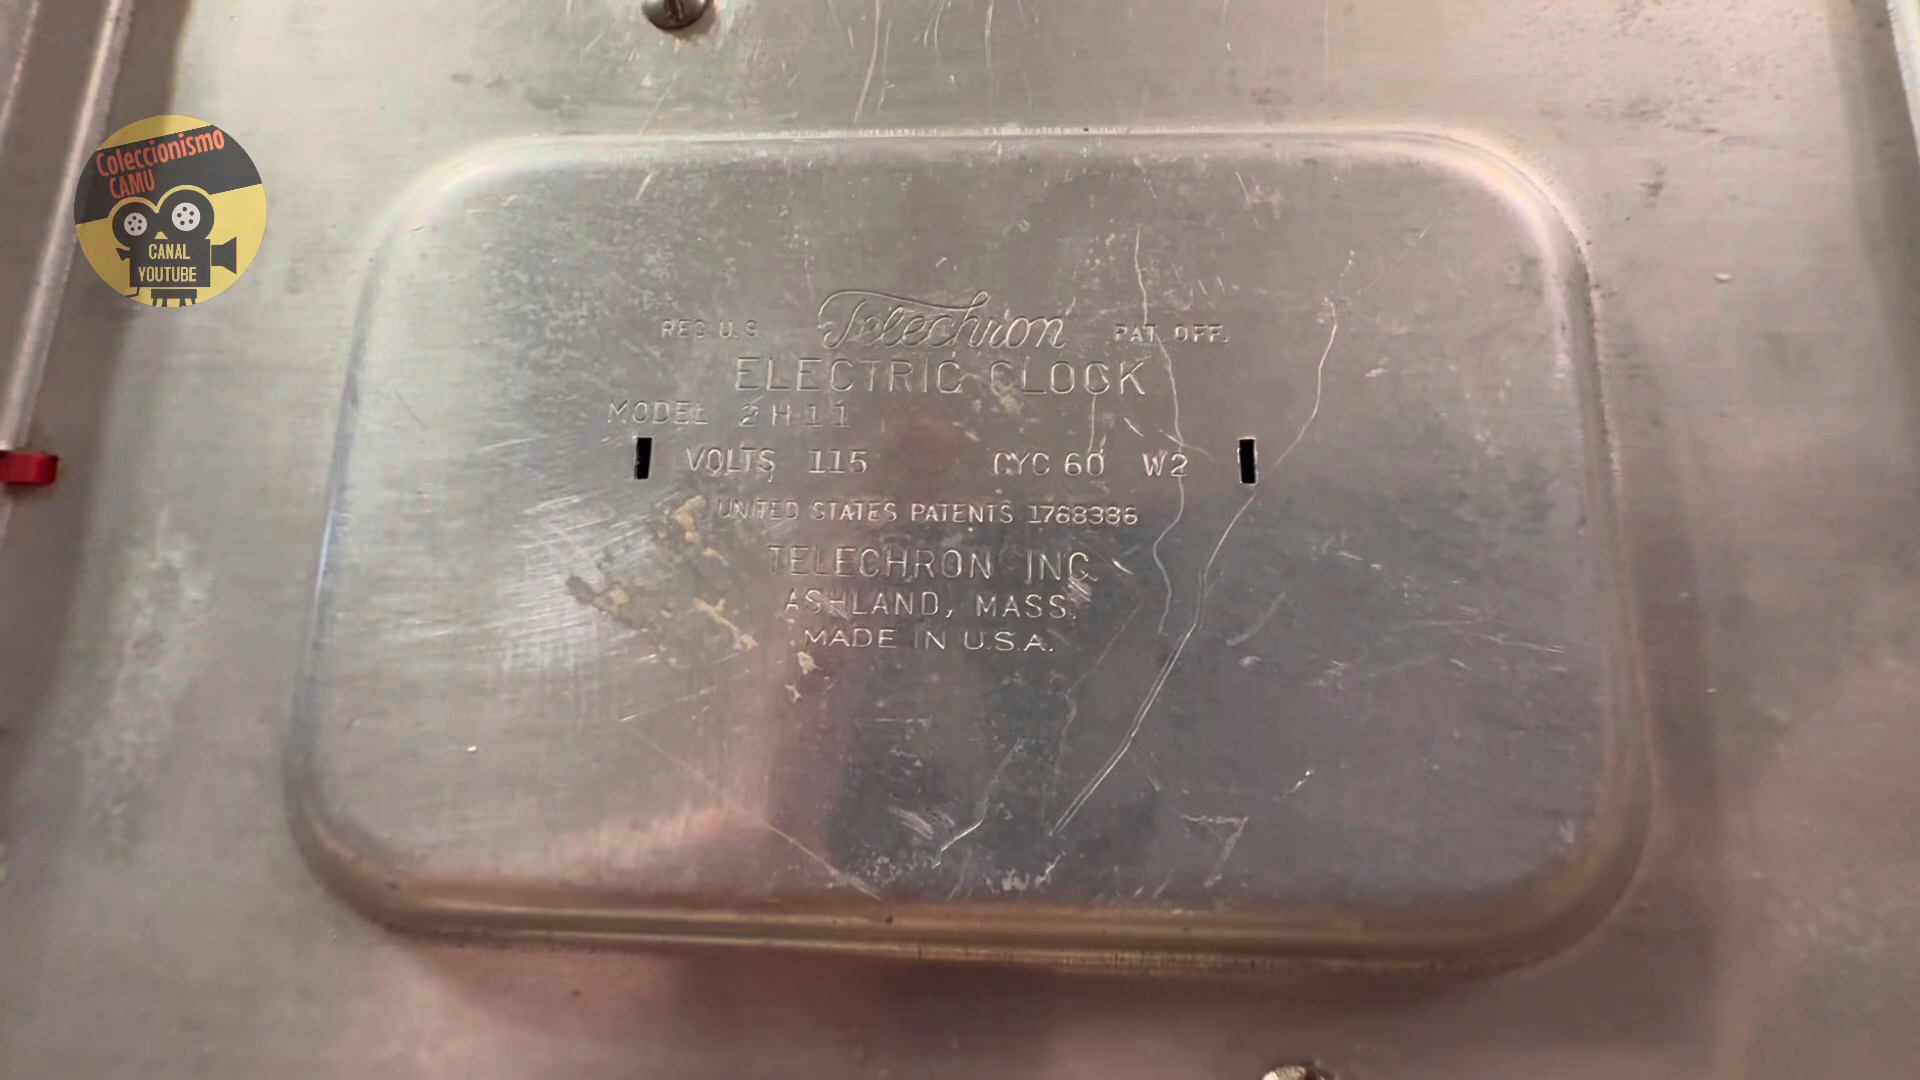 Coleccionismo
CAMU
CANAL
YOUTUBE
REG U.S Telechron PAT. OFF.
ELECTRIC CLOCK
MODEL 2H11
VOLTS 115 CYC 60 W2
UNITED STATES PATENTS 1768386
TELECHRON INC
ASHLAND, MASS.
MADE IN U.S.A.